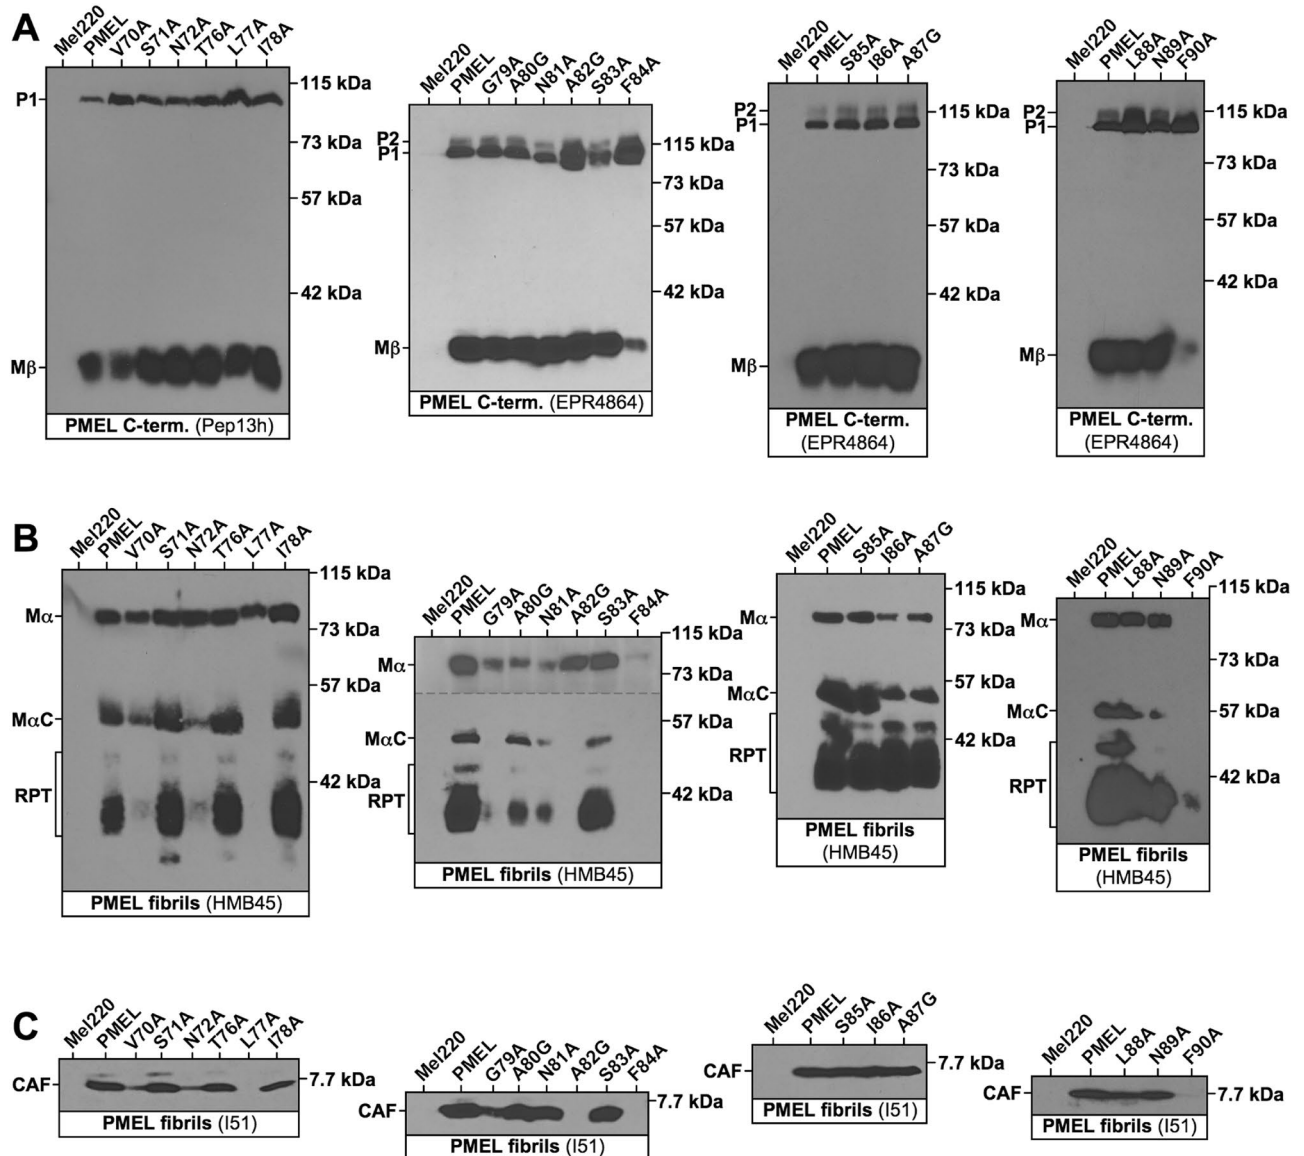 A
Mel220 PMEL V70A S71A N72A T76A L77A I78A
P1
Mβ
115 kDa
73 kDa
57 kDa
42 kDa
PMEL C-term. (Pep13h)
Mel220 PMEL G79A A80G N81A A82G S83A F84A
P2
P1
Mβ
115 kDa
73 kDa
57 kDa
42 kDa
PMEL C-term. (EPR4864)
Mel220 PMEL S85A I86A A87G
P2
P1
Mβ
115 kDa
73 kDa
57 kDa
42 kDa
PMEL C-term.
(EPR4864)
Mel220 PMEL L88A N89A F90A
P2
P1
Mβ
115 kDa
73 kDa
57 kDa
42 kDa
PMEL C-term.
(EPR4864)
B
Mel220 PMEL V70A S71A N72A T76A L77A I78A
Mα
MαC
RPT
115 kDa
73 kDa
57 kDa
42 kDa
PMEL fibrils (HMB45)
Mel220 PMEL G79A A80G N81A A82G S83A F84A
Mα
MαC
RPT
115 kDa
73 kDa
57 kDa
42 kDa
PMEL fibrils (HMB45)
Mel220 PMEL S85A I86A A87G
Mα
MαC
RPT
115 kDa
73 kDa
57 kDa
42 kDa
PMEL fibrils
(HMB45)
Mel220 PMEL L88A N89A F90A
Mα
MαC
RPT
115 kDa
73 kDa
57 kDa
42 kDa
PMEL fibrils
(HMB45)
C
Mel220 PMEL V70A S71A N72A T76A L77A I78A
CAF
7.7 kDa
PMEL fibrils (I51)
Mel220 PMEL G79A A80G N81A A82G S83A F84A
CAF
7.7 kDa
PMEL fibrils (I51)
Mel220 PMEL S85A I86A A87G
CAF
7.7 kDa
PMEL fibrils (I51)
Mel220 PMEL L88A N89A F90A
CAF
7.7 kDa
PMEL fibrils (I51)